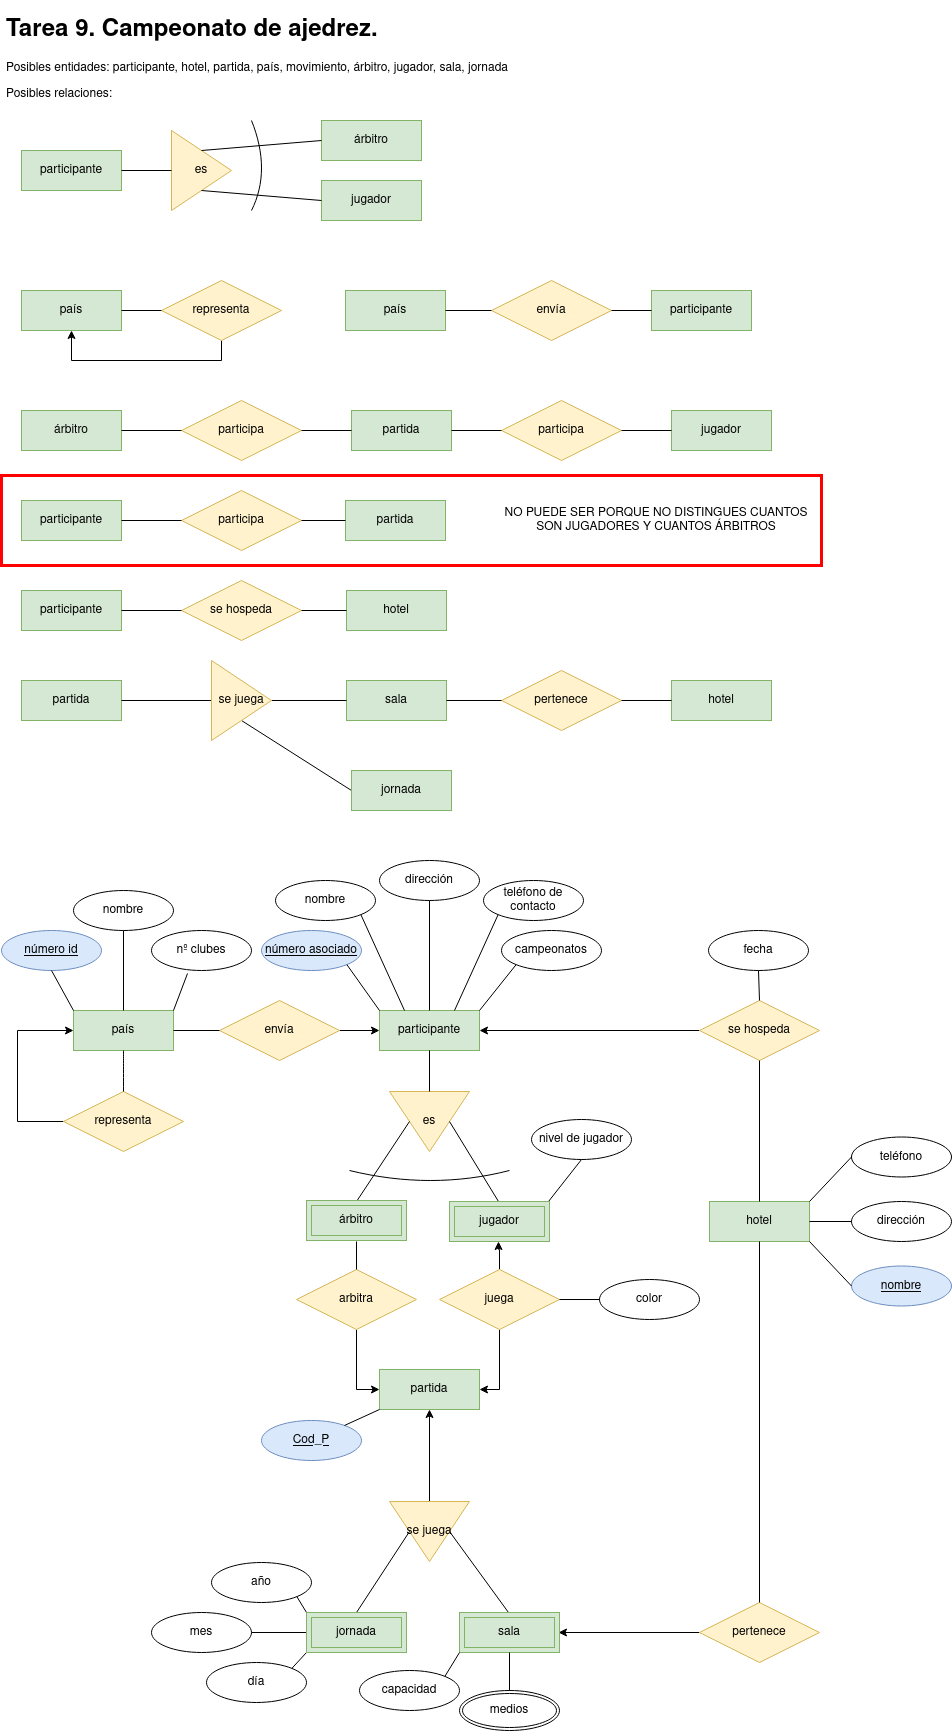 Tarea 9. Campeonato de ajedrez.
Posibles entidades: participante, hotel, partida, país, movimiento, árbitro, jugador, sala, jornada
Posibles relaciones:
árbitro
participante
es
jugador
país
representa
país
envía
participante
árbitro
participa
partida
participa
jugador
participante
participa
partida
NO PUEDE SER PORQUE NO DISTINGUES CUANTOS
SON JUGADORES Y CUANTOS ÁRBITROS
participante
se hospeda
hotel
partida
se juega
sala
pertenece
hotel
jornada
dirección
nombre
teléfono de
contacto
nombre
número id
nº clubes
número asociado
campeonatos
fecha
país
envía
participante
se hospeda
representa
es
nivel de jugador
teléfono
árbitro
jugador
hotel
dirección
nombre
arbitra
juega
color
partida
Cod_P
se juega
año
mes
jornada
sala
pertenece
día
capacidad
medios